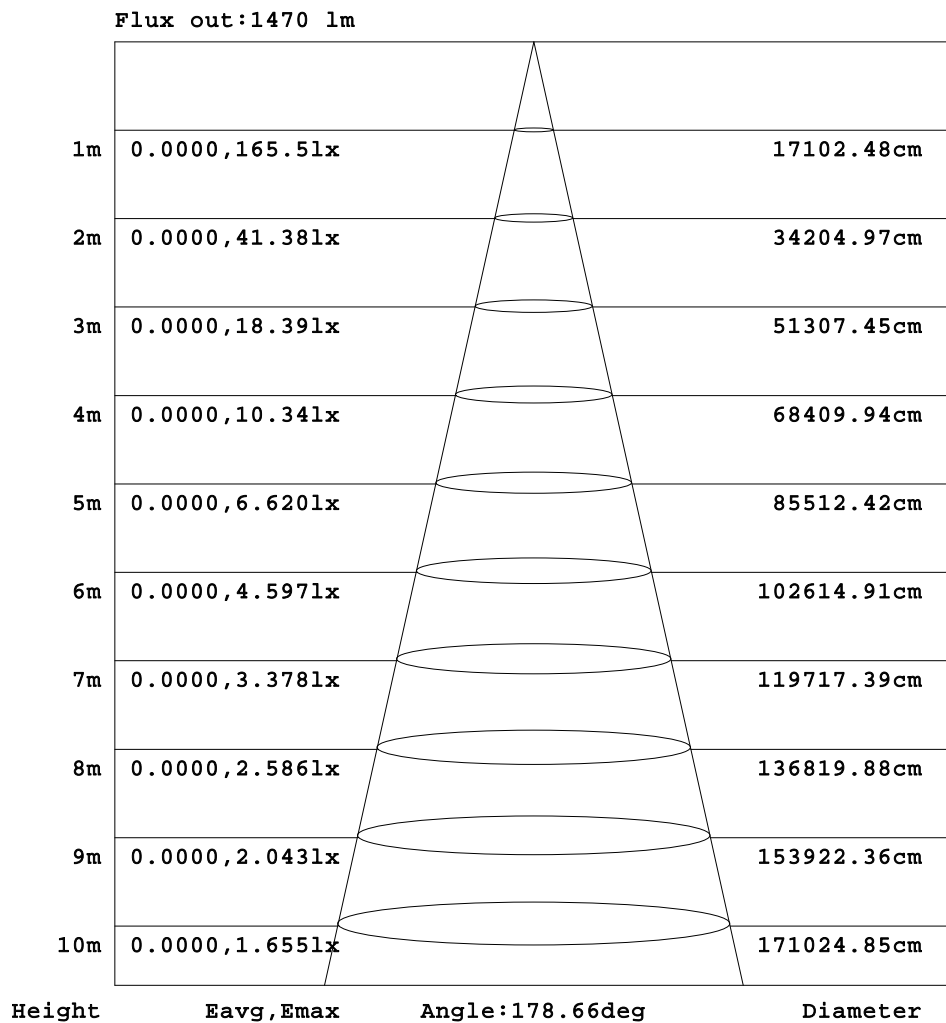 Flux out:1470 lm
1m 0.0000,165.5lx 17102.48cm
2m 0.0000,41.38lx 34204.97cm
3m 0.0000,18.39lx 51307.45cm
4m 0.0000,10.34lx 68409.94cm
5m 0.0000,6.620lx 85512.42cm
6m 0.0000,4.597lx 102614.91cm
7m 0.0000,3.378lx 119717.39cm
8m 0.0000,2.586lx 136819.88cm
9m 0.0000,2.043lx 153922.36cm
10m 0.0000,1.655lx 171024.85cm
Height Eavg,Emax Angle:178.66deg Diameter